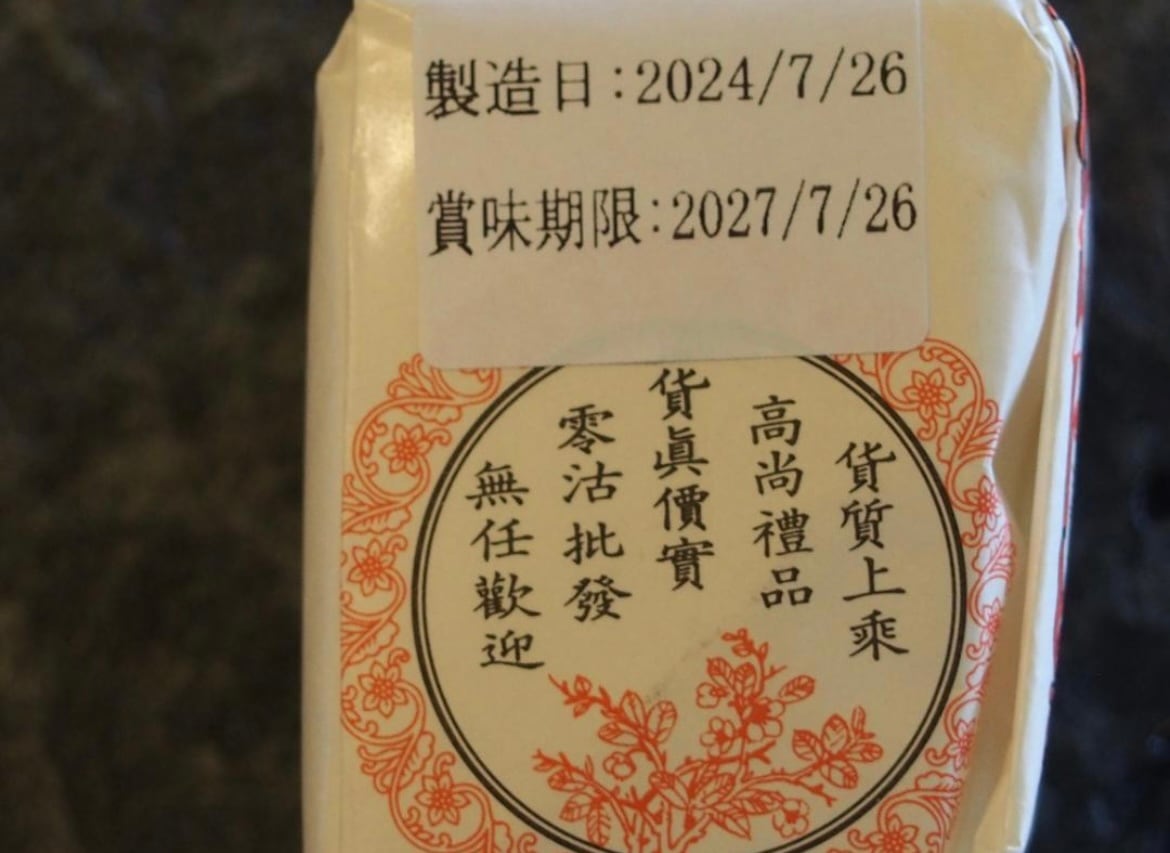 製造日:2024/7/26
賞味期限:2027/7/26
貨質上乘
高尚禮品
貨眞價實
零沽批發
無任歡迎